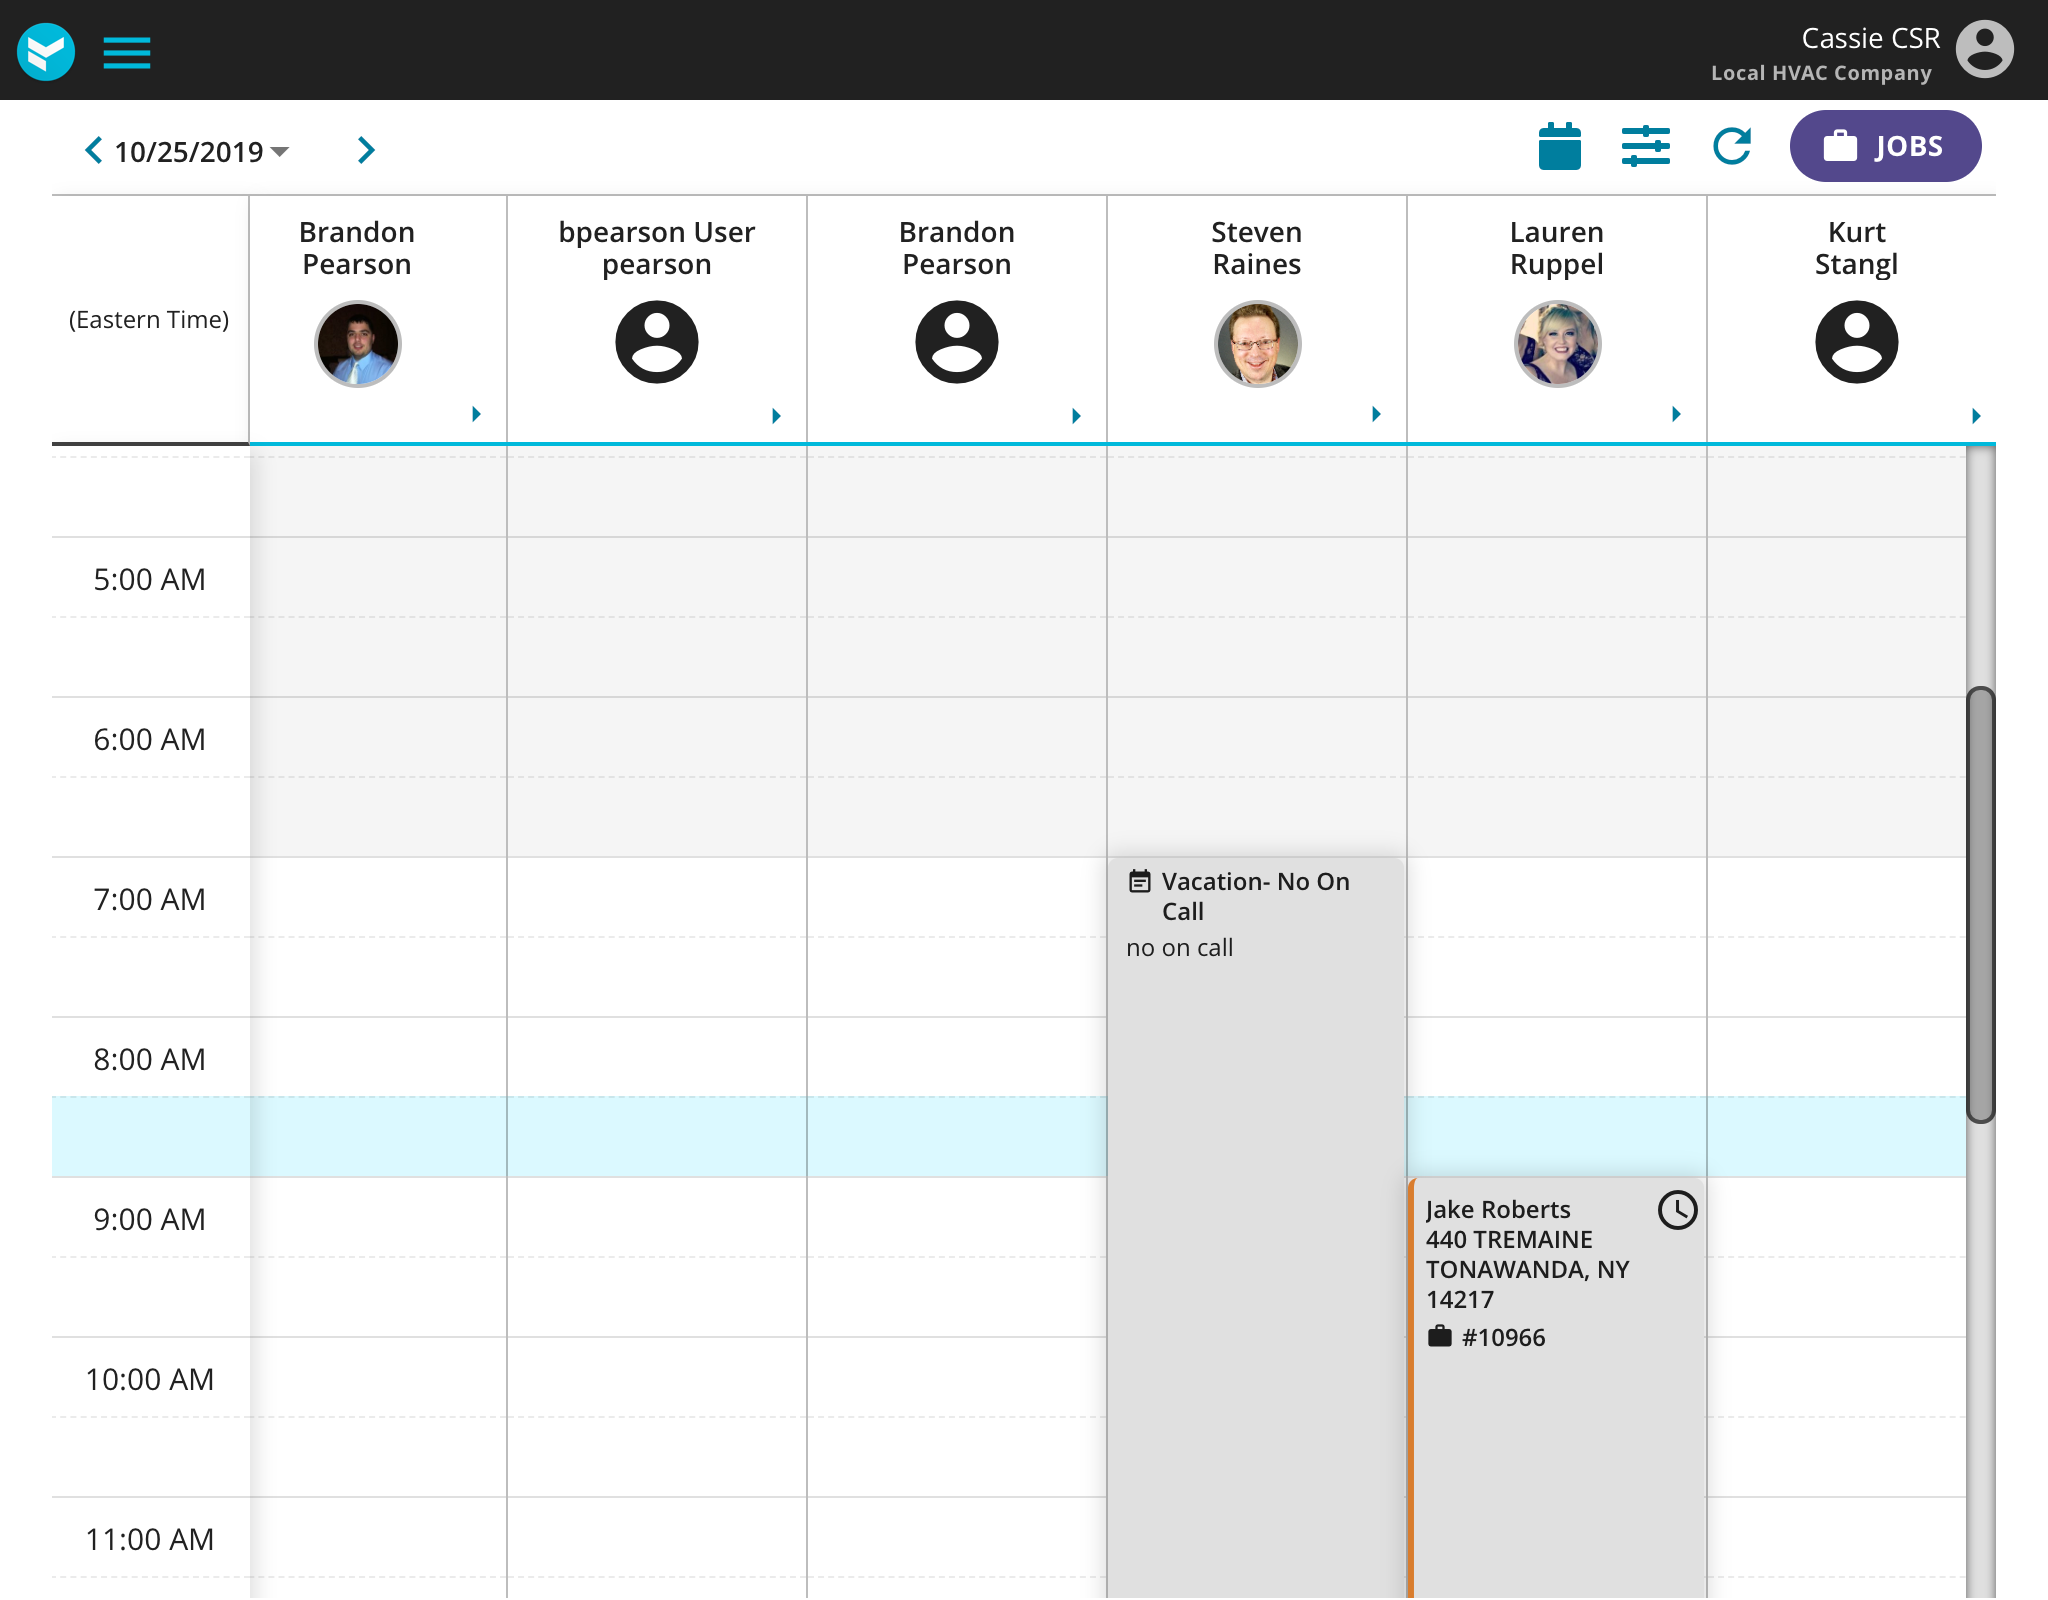 Cassie CSR
Local HVAC Company
10/25/2019
JOBS
(Eastern Time)
Brandon
Pearson
bpearson User
pearson
Brandon
Pearson
Steven
Raines
Lauren
Ruppel
Kurt
Stangl
5:00 AM
6:00 AM
7:00 AM
Vacation- No On
Call
no on call
8:00 AM
9:00 AM
Jake Roberts
440 TREMAINE
TONAWANDA, NY
14217
#10966
10:00 AM
11:00 AM